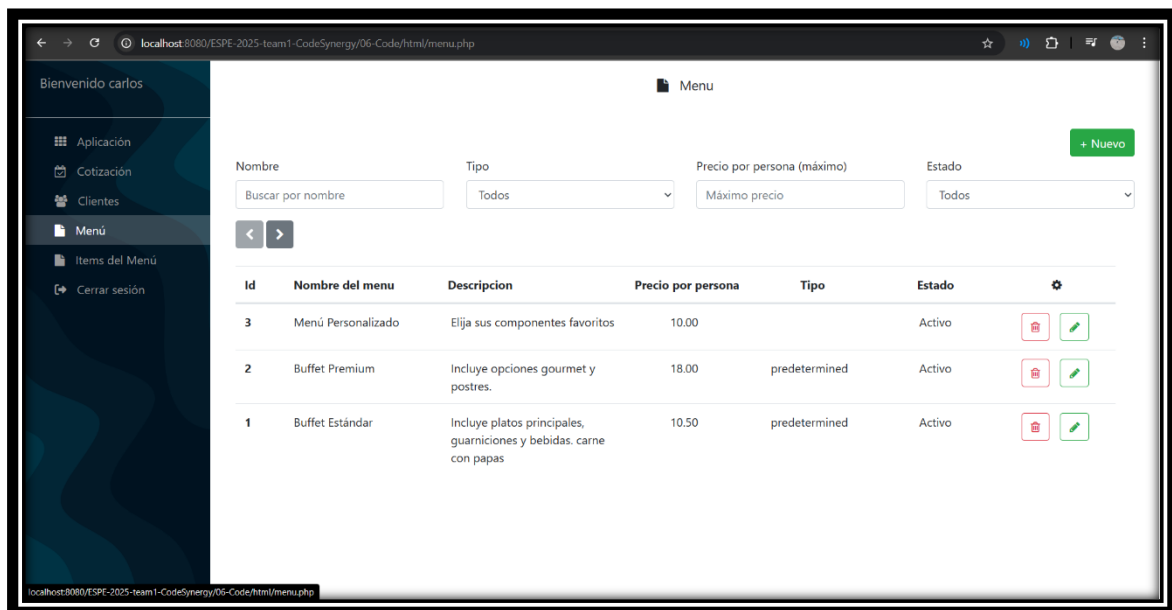 localhost:8080/ESPE-2025-team1-CodeSynergy/06-Code/html/menu.php
Bienvenido carlos
Aplicación
Cotización
Clientes
Menú
Items del Menú
Cerrar sesión
Menu
+ Nuevo
Nombre Tipo Precio por persona (máximo) Estado
Buscar por nombre Todos Máximo precio Todos
Id Nombre del menu Descripcion Precio por persona Tipo Estado
3 Menú Personalizado Elija sus componentes favoritos 10.00 Activo
2 Buffet Premium Incluye opciones gourmet y 18.00 predetermined Activo
postres.
1 Buffet Estándar Incluye platos principales, 10.50 predetermined Activo
guarniciones y bebidas. carne
con papas
localhost:8080/ESPE-2025-team1-CodeSynergy/06-Code/html/menu.php